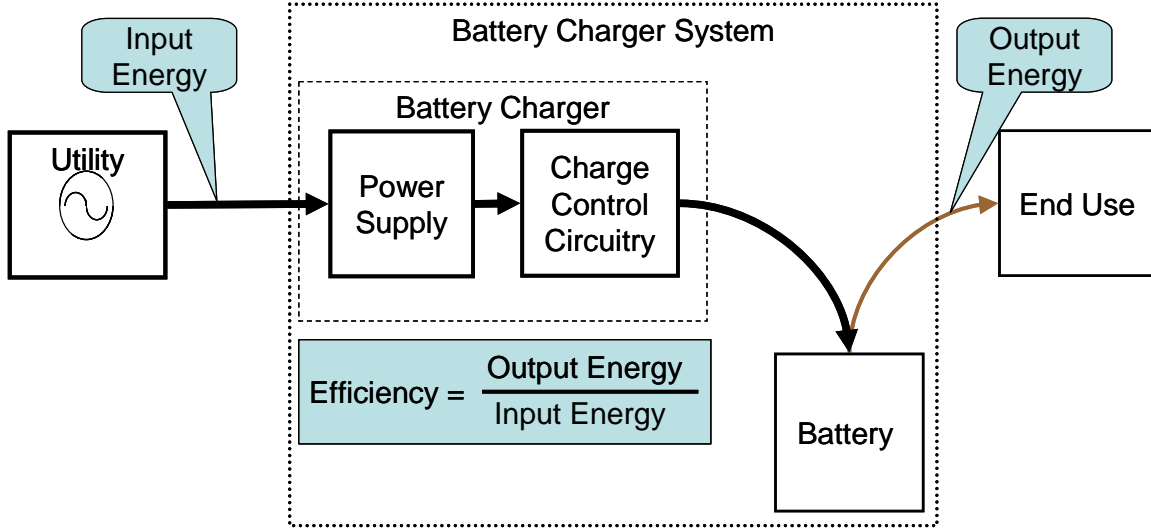 Input
Energy
Battery Charger System
Output
Energy
Battery Charger
Utility
Power
Supply
Charge
Control
Circuitry
End Use
Efficiency = Output Energy
Input Energy
Battery